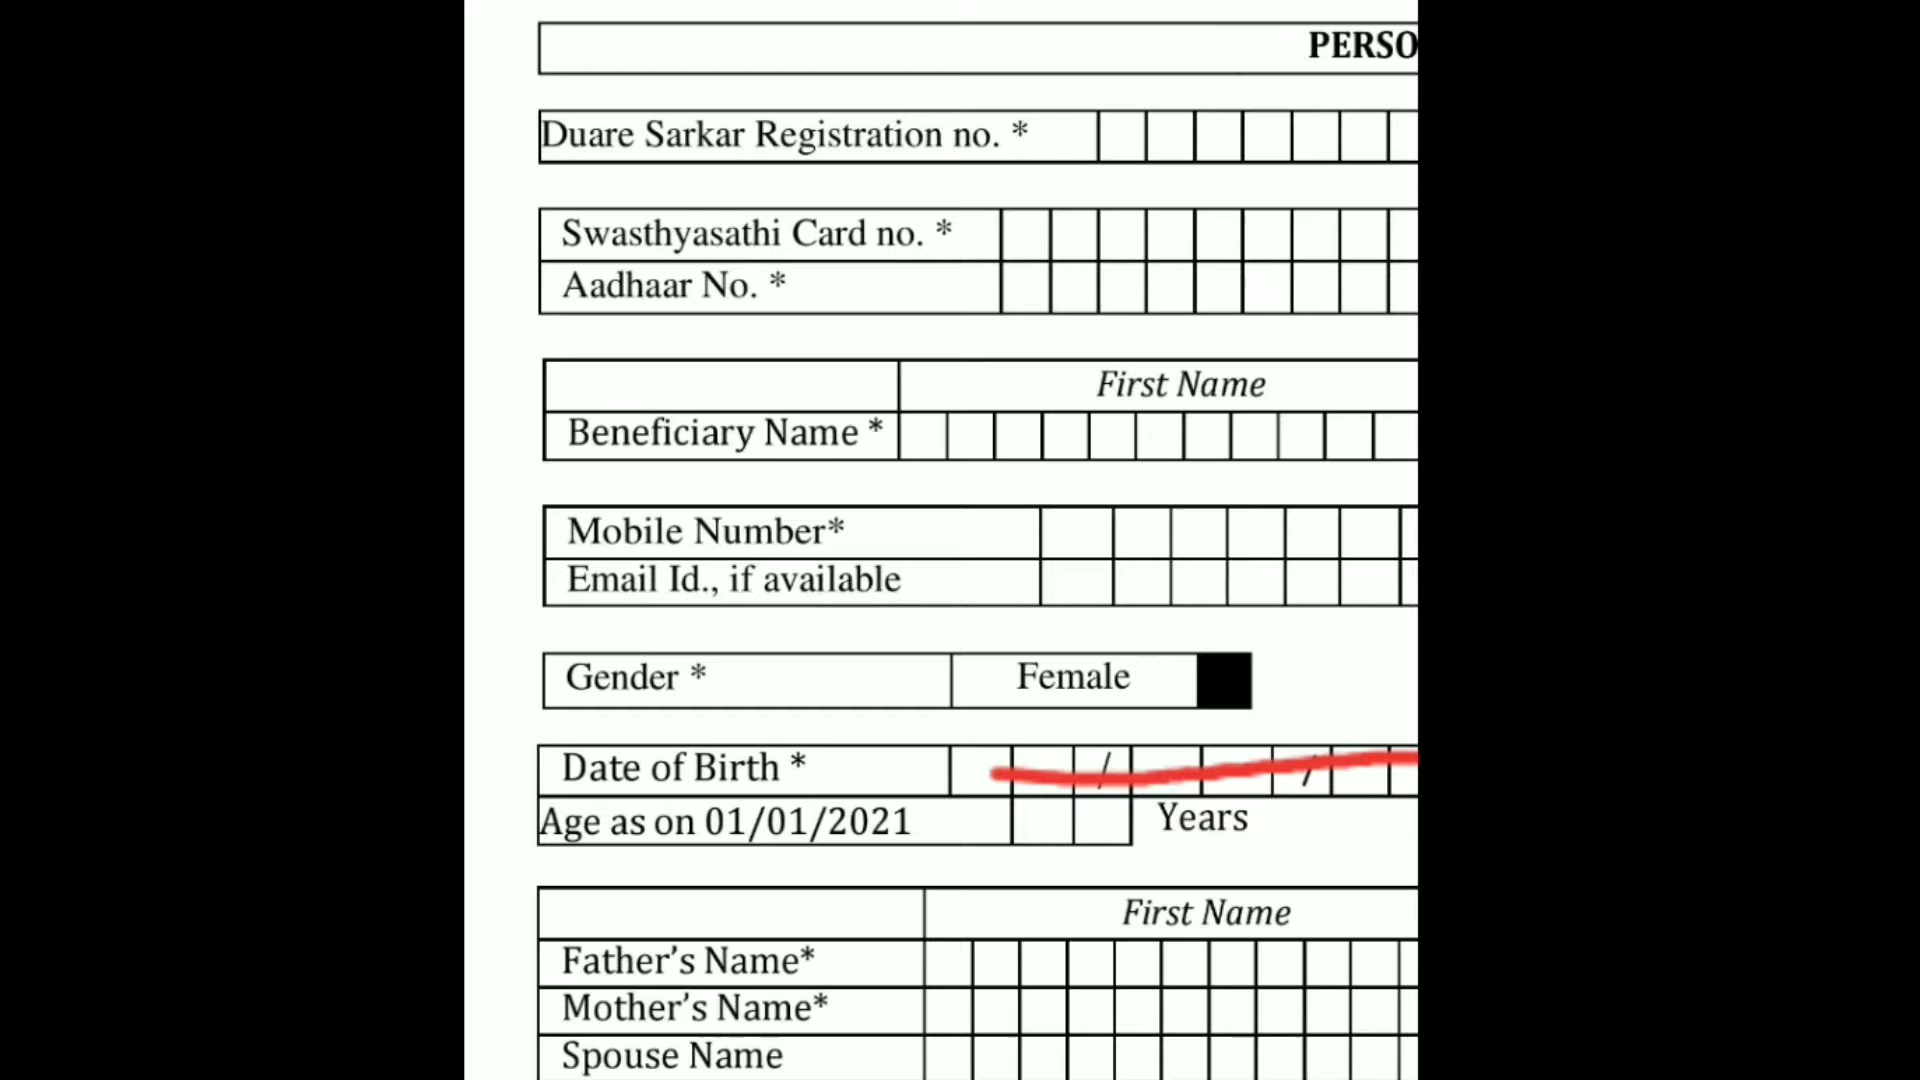 PERSO
Duare Sarkar Registration no. *
Swasthyasathi Card no. *
Aadhaar No. *
First Name
Beneficiary Name *
Mobile Number*
Email Id., if available
Gender * Female
Date of Birth * / /
Age as on 01/01/2021 Years
First Name
Father’s Name*
Mother’s Name*
Spouse Name